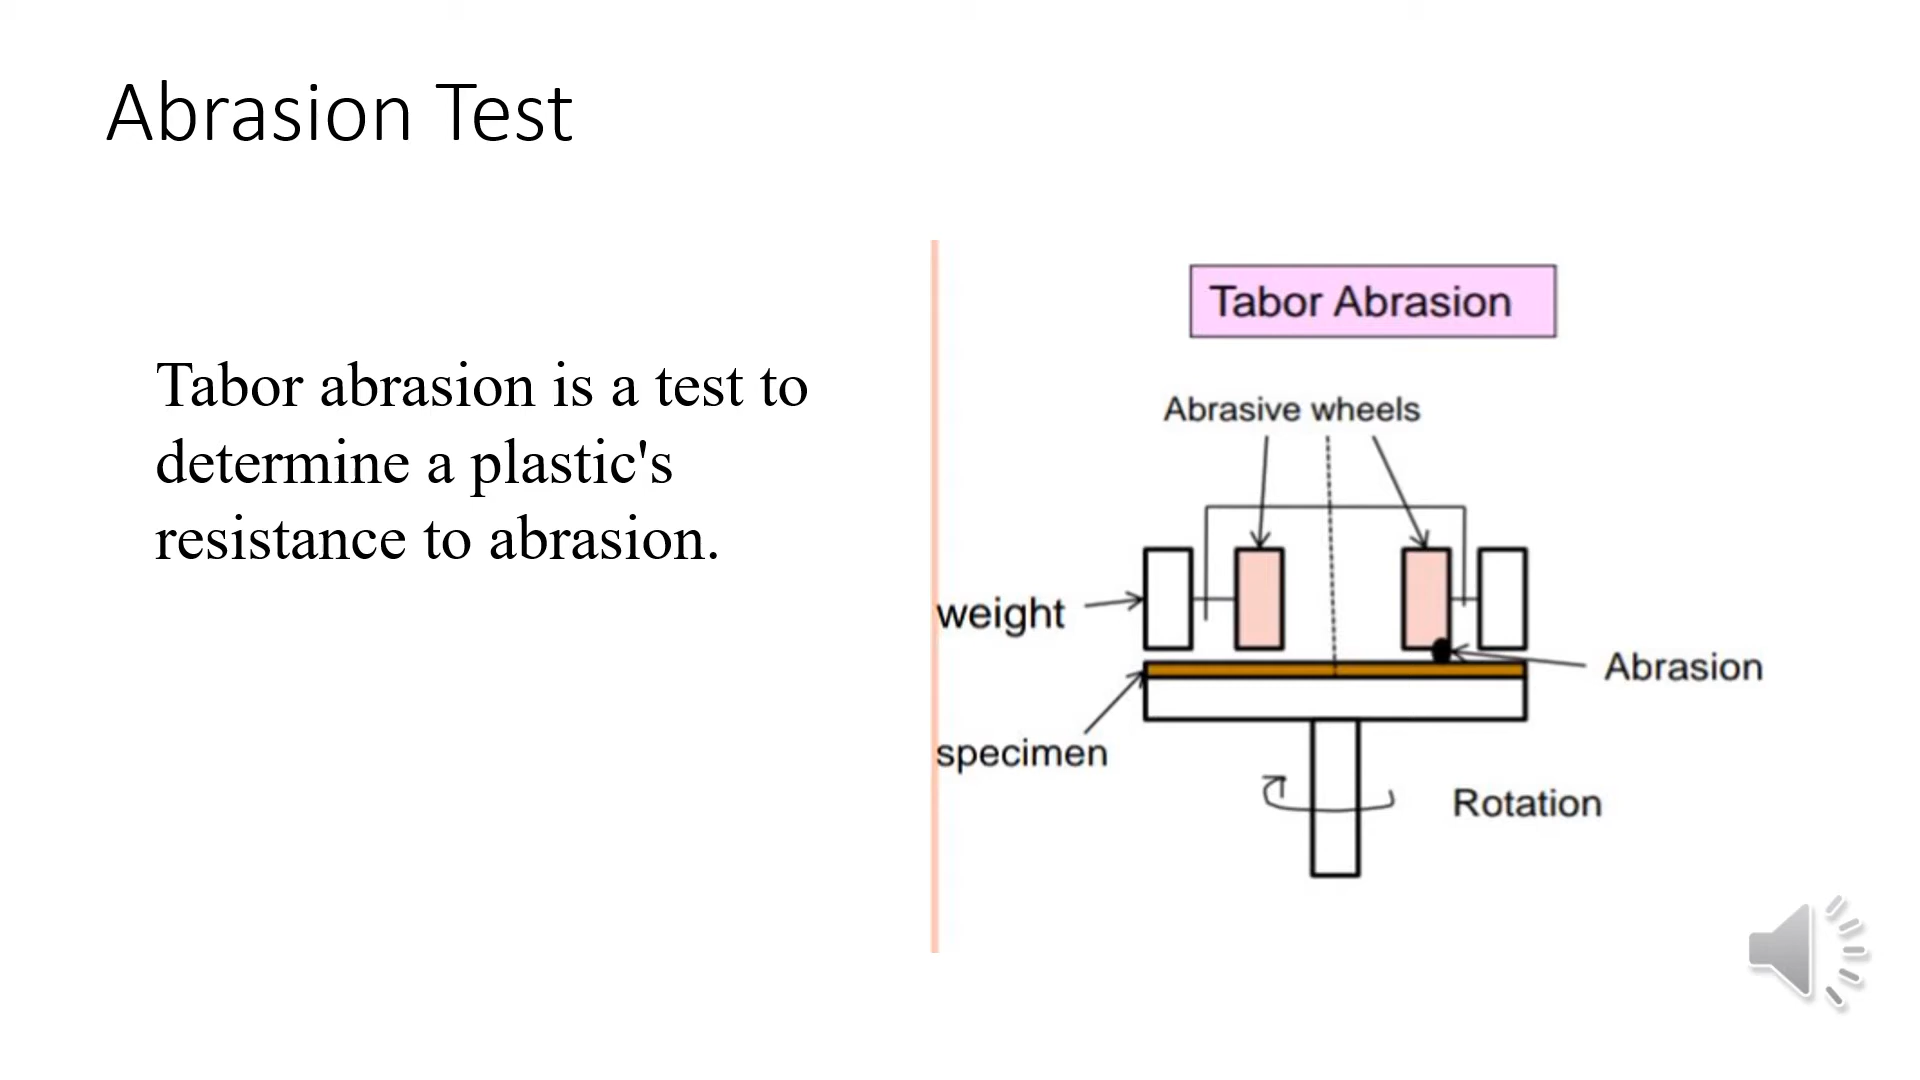 Abrasion Test
Tabor abrasion is a test to
determine a plastic's
resistance to abrasion.
Tabor Abrasion
Abrasive wheels
weight
Abrasion
specimen
Rotation